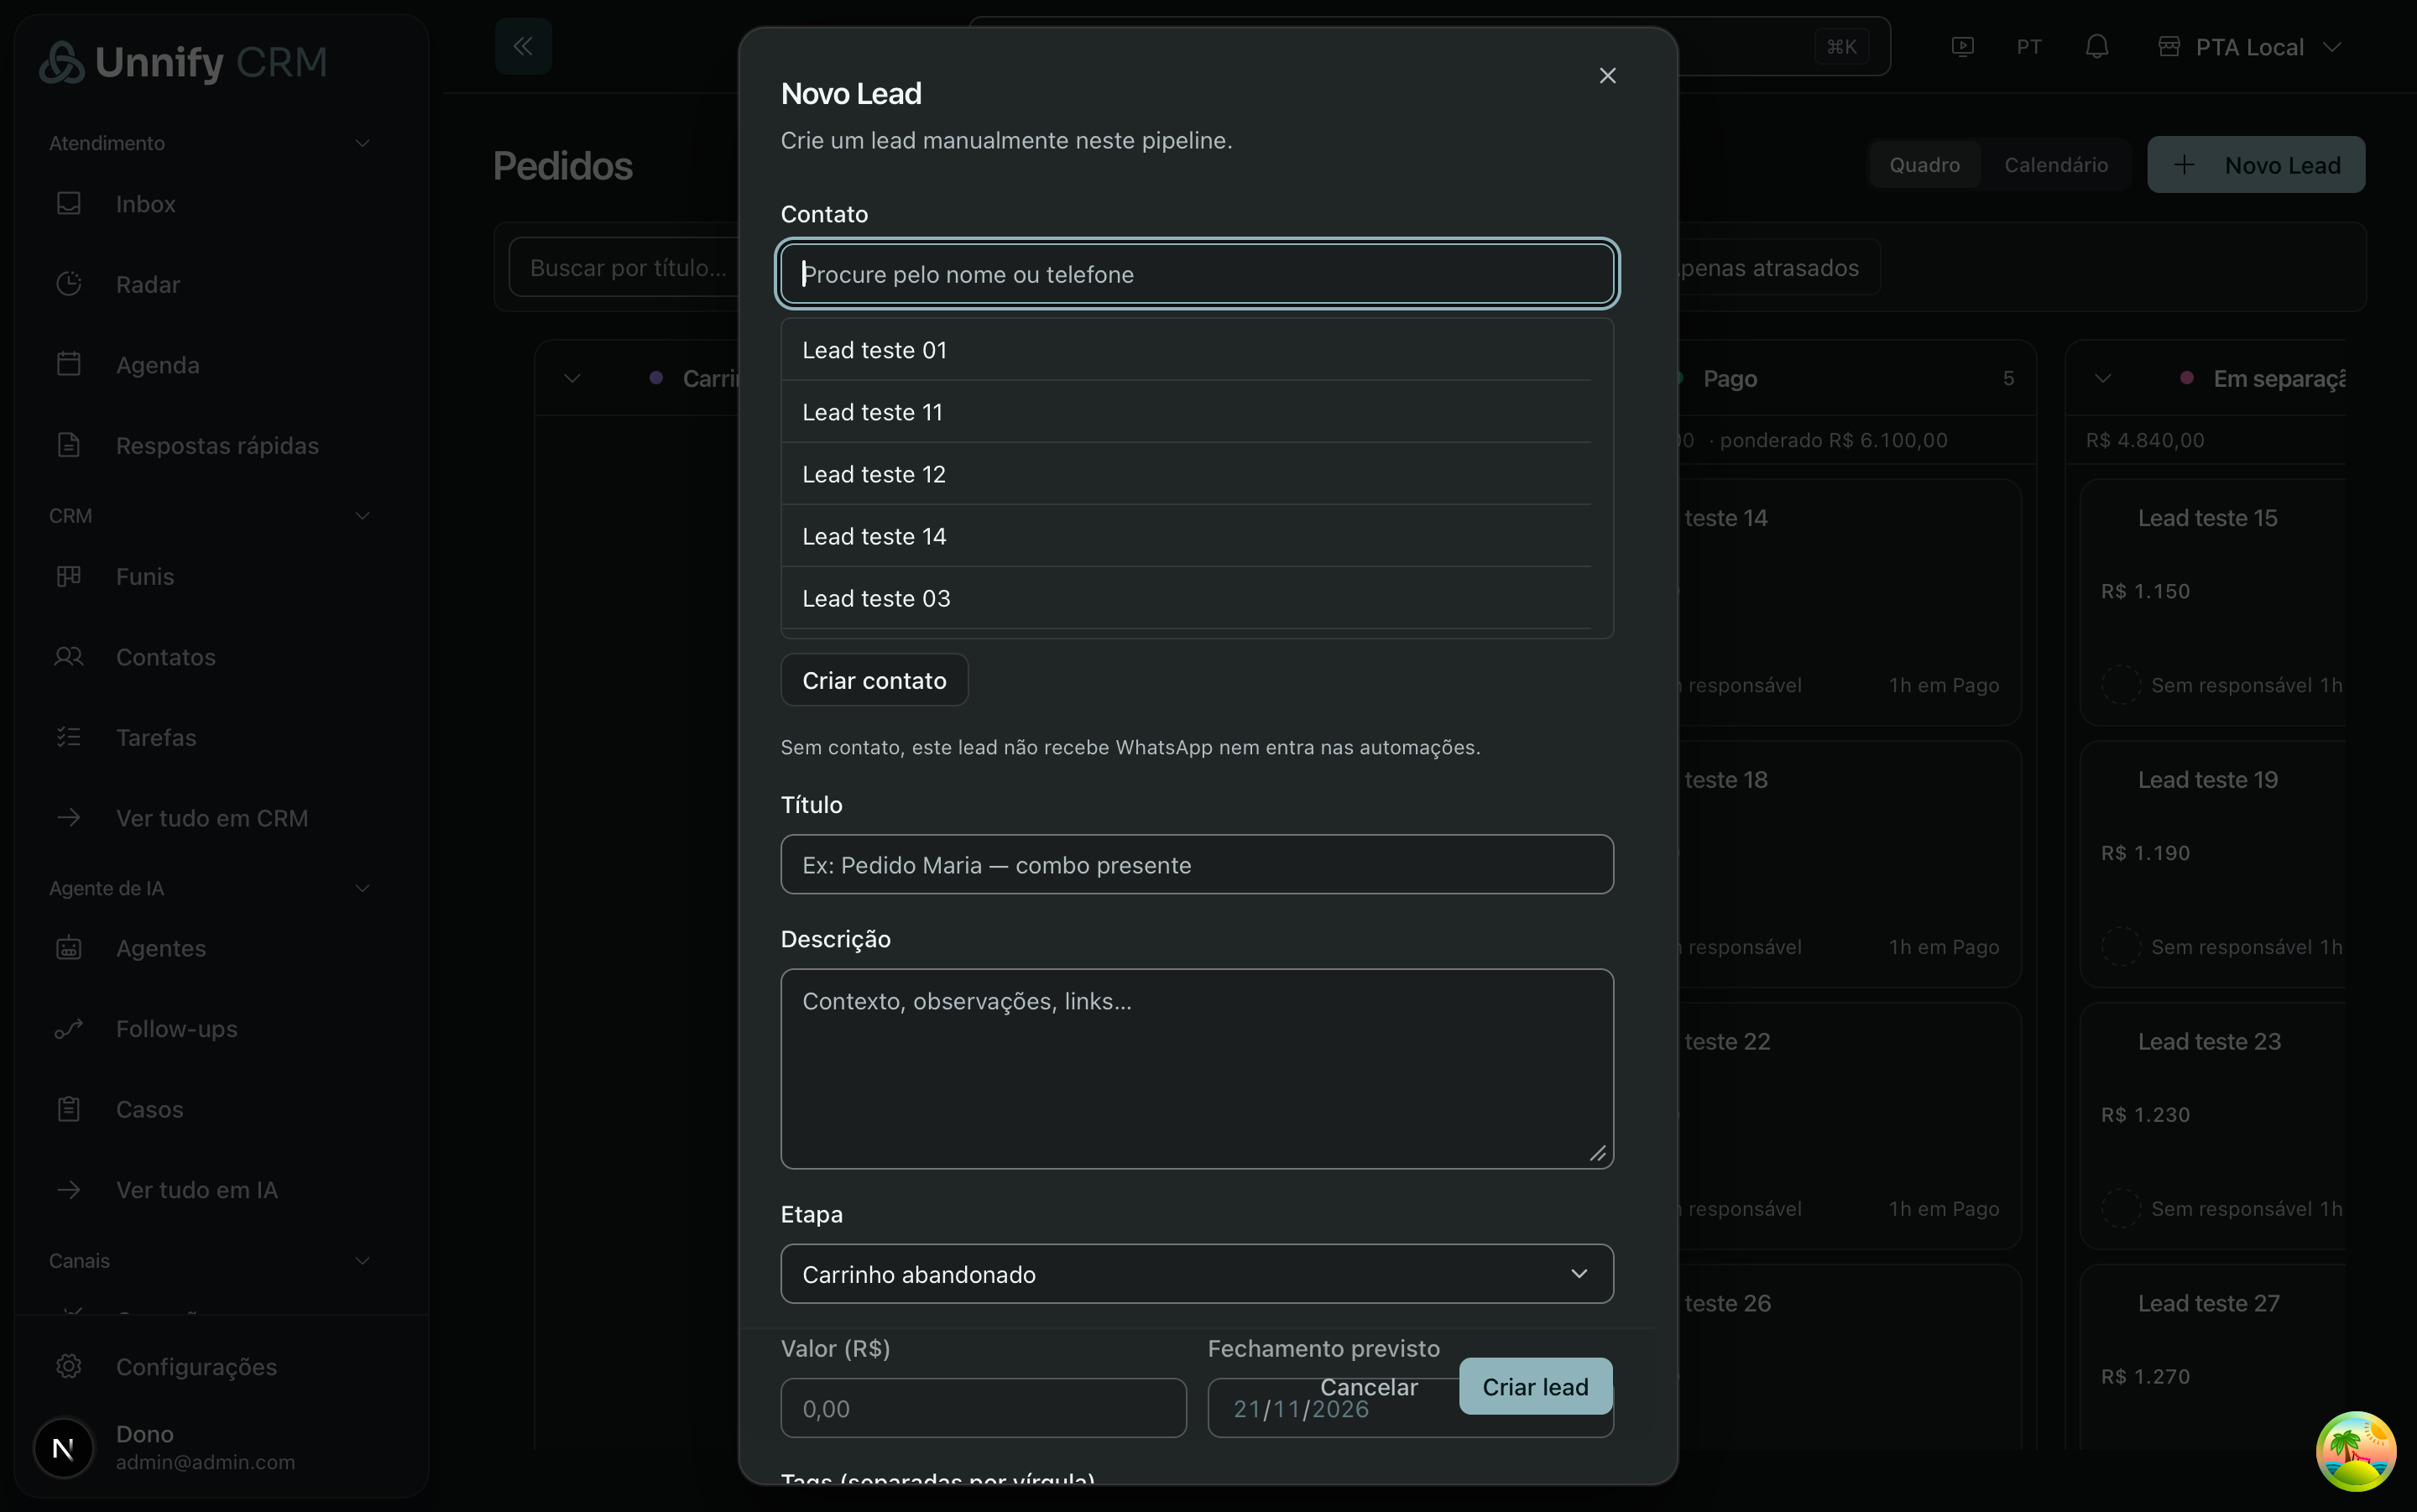 Unnify CRM
Atendimento
Inbox
Radar
Agenda
Respostas rápidas
CRM
Funis
Contatos
Tarefas
Ver tudo em CRM
Agente de IA
Agentes
Follow-ups
Casos
Ver tudo em IA
Canais
Configurações
N
Dono
admin@admin.com
⌘K
PT
PTA Local
Pedidos
Quadro
Calendário
Novo Lead
Buscar por título...
penas atrasados
Carri
Pago
5
Em separaç
00 · ponderado R$ 6.100,00
R$ 4.840,00
teste 14
responsável
1h em Pago
teste 18
responsável
1h em Pago
teste 22
responsável
1h em Pago
teste 26
Lead teste 15
R$ 1.150
Sem responsável 1h
Lead teste 19
R$ 1.190
Sem responsável 1h
Lead teste 23
R$ 1.230
Sem responsável 1h
Lead teste 27
R$ 1.270
Novo Lead
Crie um lead manualmente neste pipeline.
Contato
Procure pelo nome ou telefone
Lead teste 01
Lead teste 11
Lead teste 12
Lead teste 14
Lead teste 03
Criar contato
Sem contato, este lead não recebe WhatsApp nem entra nas automações.
Título
Ex: Pedido Maria — combo presente
Descrição
Contexto, observações, links...
Etapa
Carrinho abandonado
Valor (R$)
0,00
Fechamento previsto
21/11/2026
Cancelar
Criar lead
Tags (separadas por vírgula)